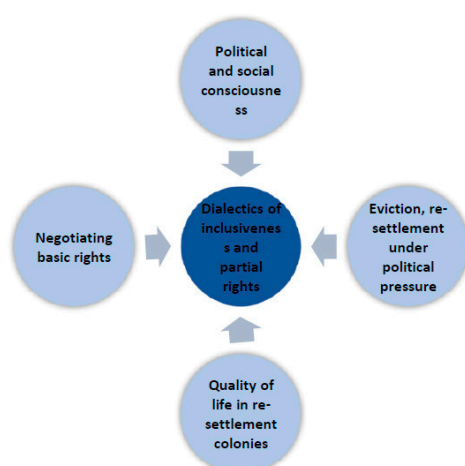 Political
and social
consciousne
ss
Negotiating
basic rights
Dialectics of
inclusivenes
s and
partial
rights
Eviction, re-
settlement
under
political
pressure
Quality of
life in re-
settlement
colonies